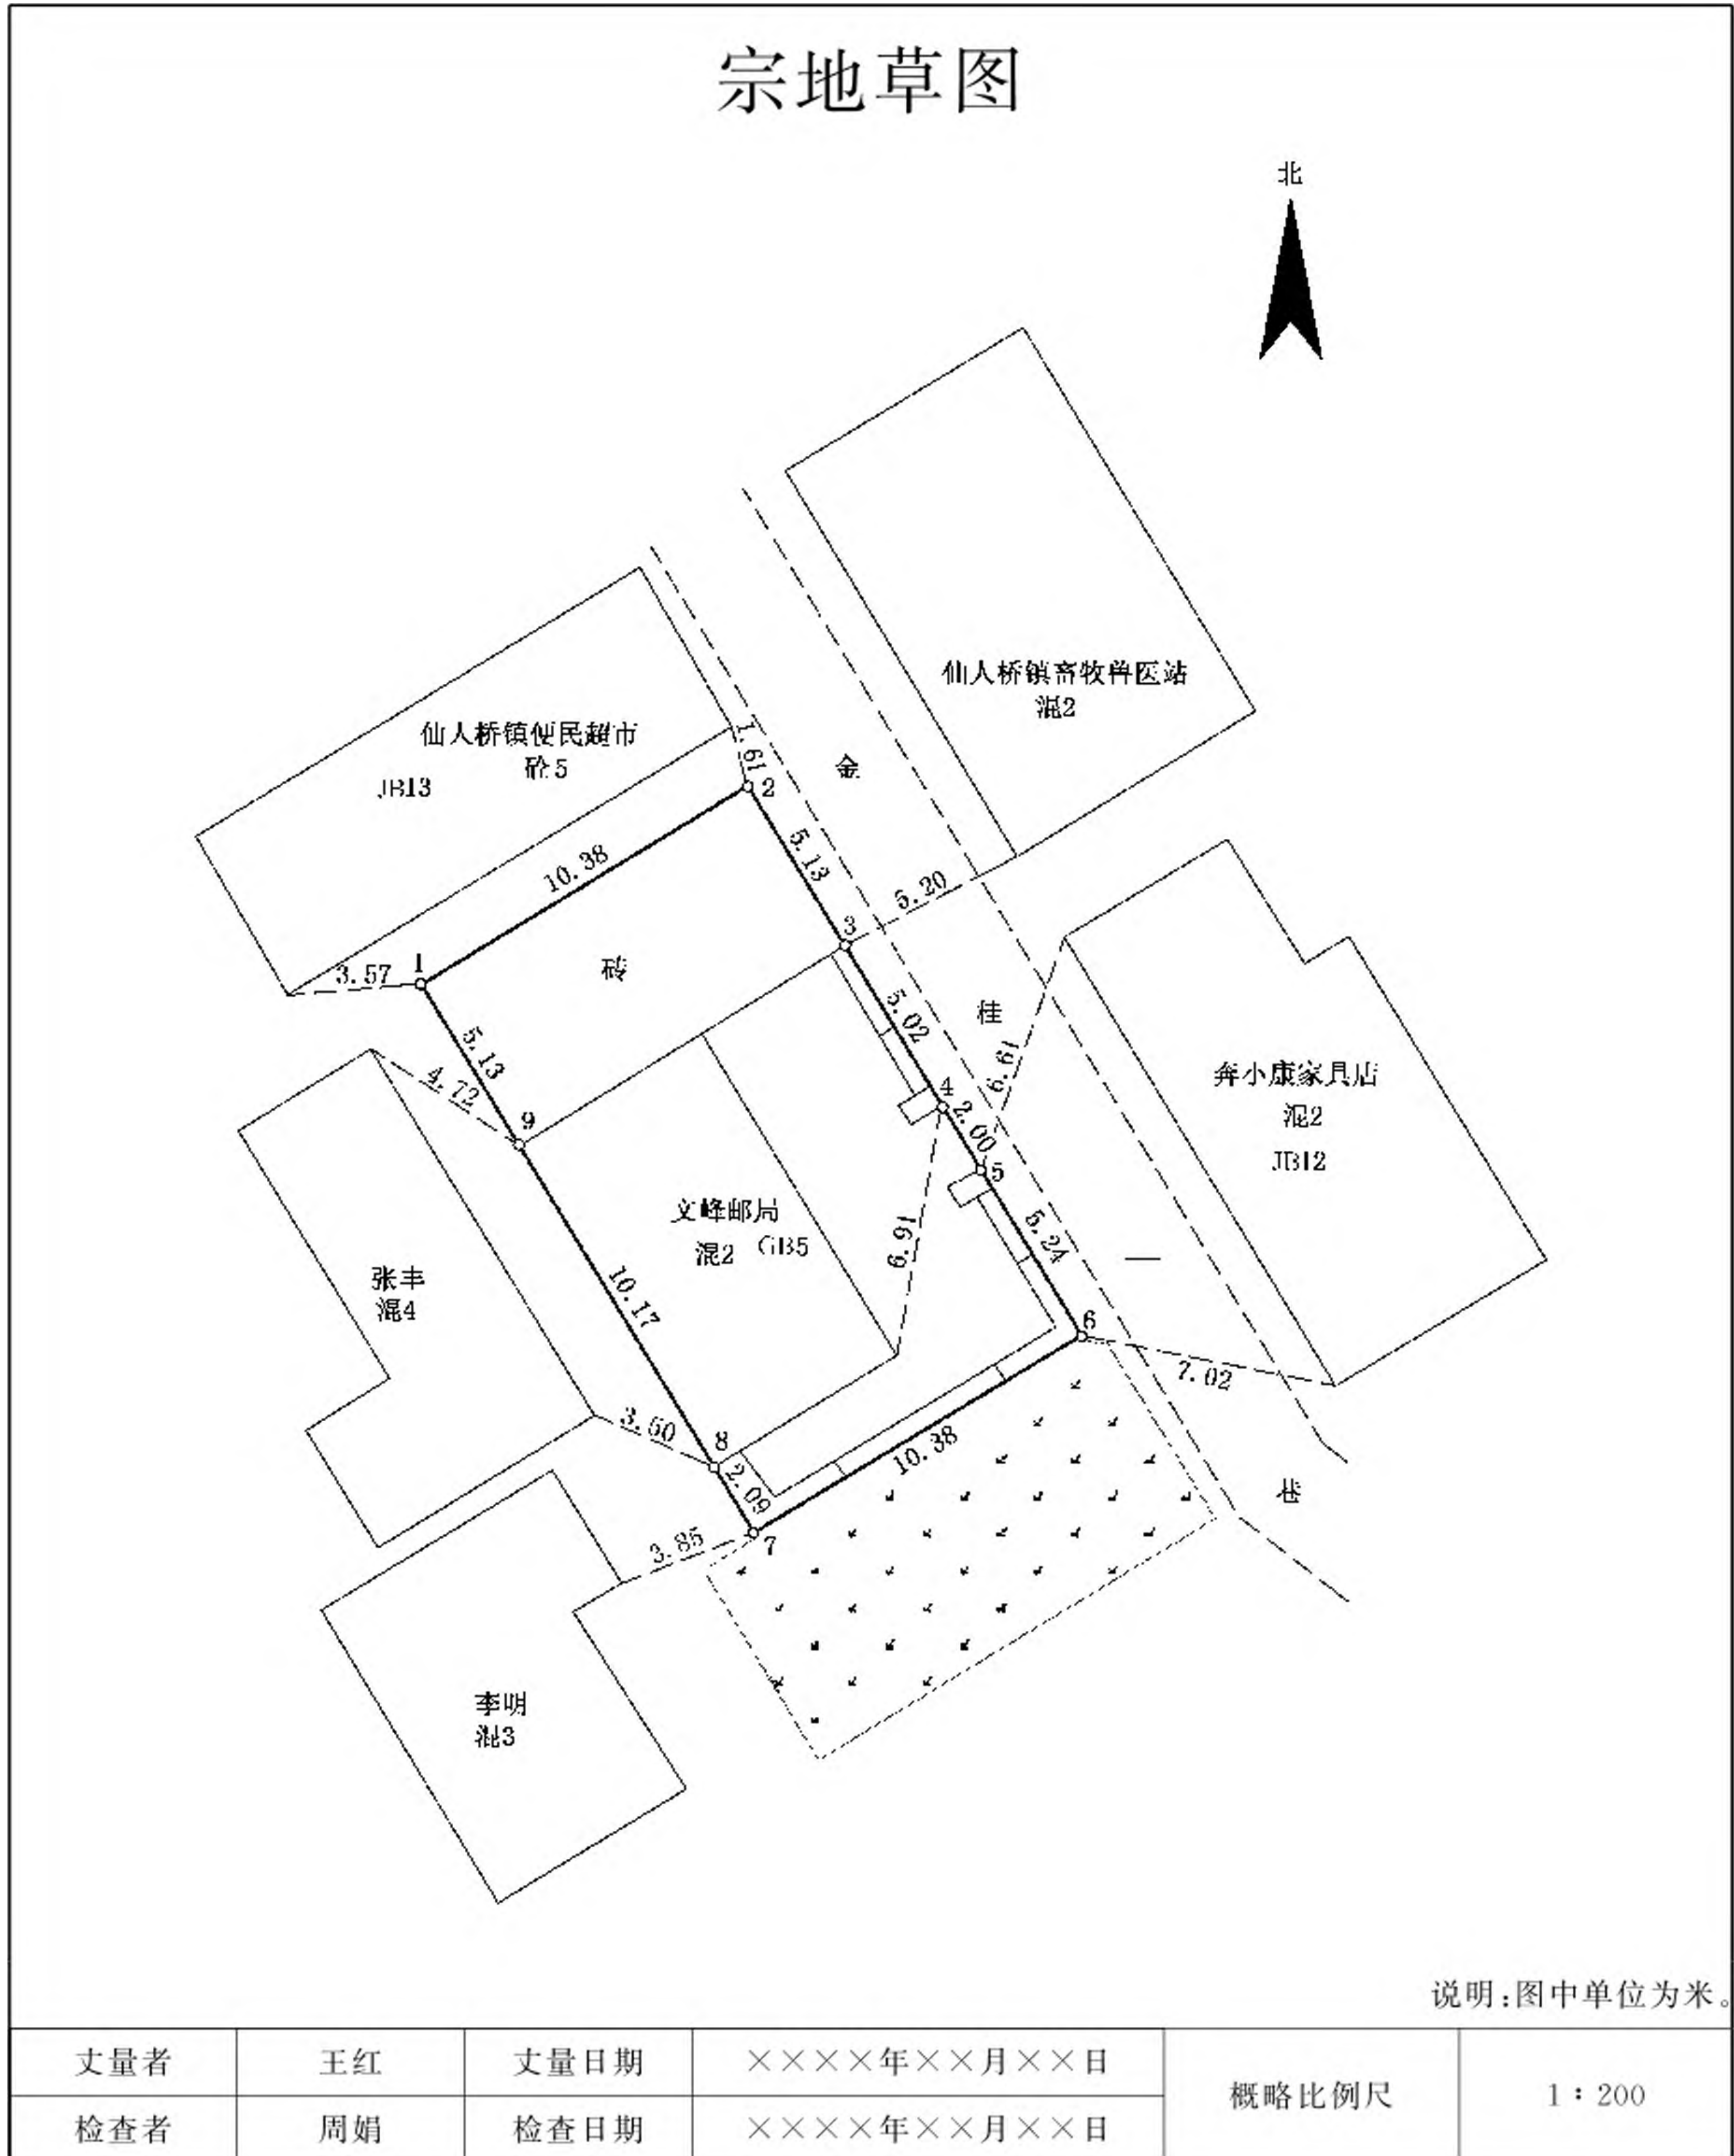 宗地草图
北
仙人桥镇畜牧兽医站
混2
仙人桥镇便民超市
砼5
JB13
1.61
2
金
10.38
5.13
5.20
3
1
3.57
砖
5.13
4.72
9
5.02
桂
6.61
4
2.00
5
奔小康家具店
混2
JB12
文峰邮局
混2 GB5
6.91
5.24
一
张丰
混4
10.17
6
7.02
3.60
8
2.09
10.38
巷
3.85
7
李明
混3
说明:图中单位为米。
丈量者 王红 丈量日期 ××××年××月××日
概略比例尺 1:200
检查者 周娟 检查日期 ××××年××月××日